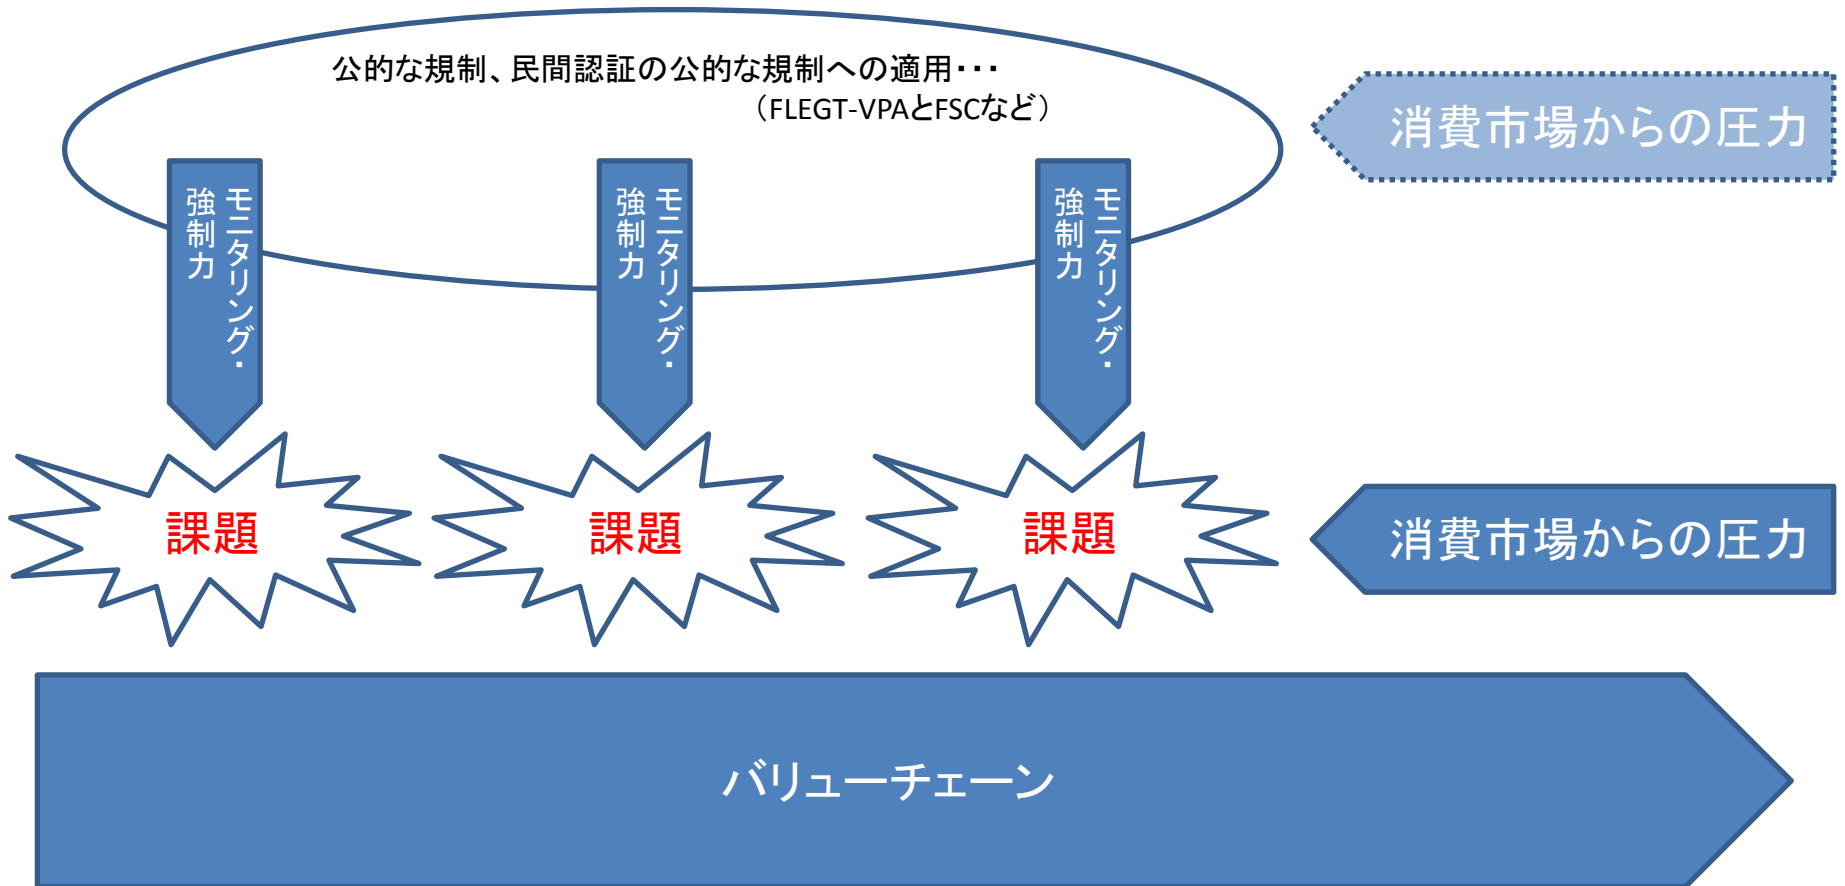 公的な規制、民間認証の公的な規制への適用・・・
（FLEGT-VPAとFSCなど）
消費市場からの圧力
モニタリング・
強制力
モニタリング・
強制力
モニタリング・
強制力
課題
課題
課題
消費市場からの圧力
バリューチェーン